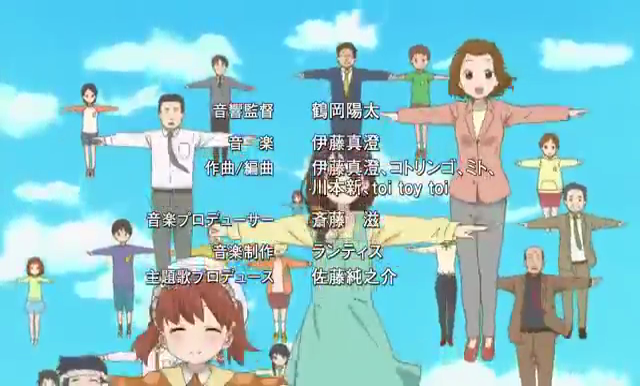 音響監督 鶴岡陽太
音　楽 伊藤真澄
作曲/編曲 伊藤真澄、コトリンゴ、ミト、
川本新、toi toy toi
音楽プロデューサー 斎藤　滋
音楽制作 ランティス
主題歌プロデュース 佐藤純之介